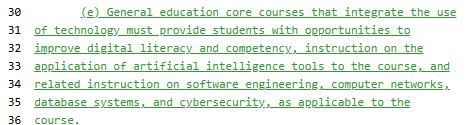 30 (e) General education core courses that integrate the use
31 of technology must provide students with opportunities to
32 improve digital literacy and competency, instruction on the
33 application of artificial intelligence tools to the course, and
34 related instruction on software engineering, computer networks,
35 database systems, and cybersecurity, as applicable to the
36 course.